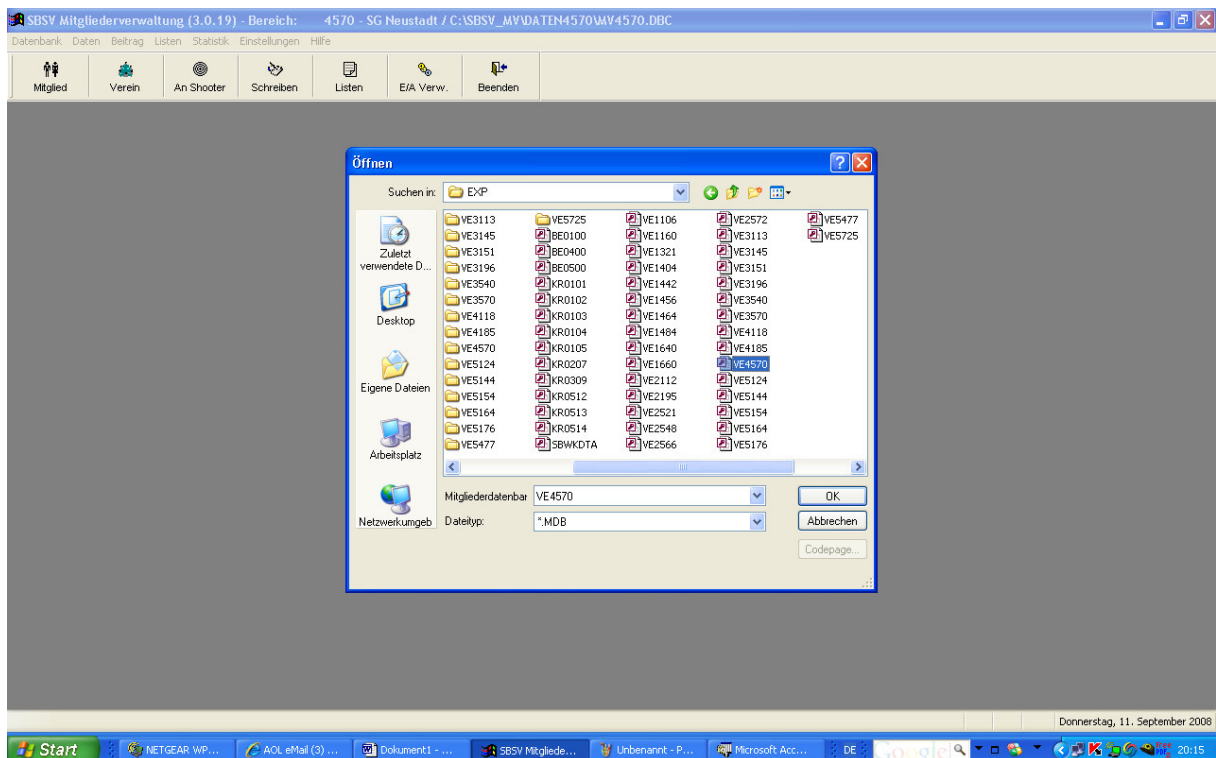 SBSV Mitgliederverwaltung (3.0.19) - Bereich: 4570 - SG Neustadt / C:\SBSV_MV\DATEN4570\MV4570.DBC
Datenbank Daten Beitrag Listen Statistik Einstellungen Hilfe
Mitglied Verein An Shooter Schreiben Listen E/A Verw. Beenden
Öffnen
Suchen in: EXP
VE3113 VE5725 VE1106 VE2572 VE5477
VE3145 BE0100 VE1160 VE3113 VE5725
VE3151 BE0400 VE1321 VE3145
VE3196 BE0500 VE1404 VE3151
VE3540 KR0101 VE1442 VE3196
VE3570 KR0102 VE1456 VE3540
VE4118 KR0103 VE1464 VE3570
VE4185 KR0104 VE1484 VE4118
VE4570 KR0105 VE1640 VE4185
VE5124 KR0207 VE1660 VE4570
VE5144 KR0309 VE2112 VE5124
VE5154 KR0512 VE2195 VE5144
VE5164 KR0513 VE2521 VE5154
VE5176 KR0514 VE2548 VE5164
VE5477 SBWKDTA VE2566 VE5176
Zuletzt
verwendete D...
Desktop
Eigene Dateien
Arbeitsplatz
Netzwerkumgeb
Mitgliederdatenbar VE4570 OK
Dateityp: *.MDB Abbrechen
Codepage...
Donnerstag, 11. September 2008
Start NETGEAR WP... AOL eMail (3) ... Dokument1 - ... SBSV Mitgliede... Unbenannt - P... Microsoft Acc... DE Google 20:15